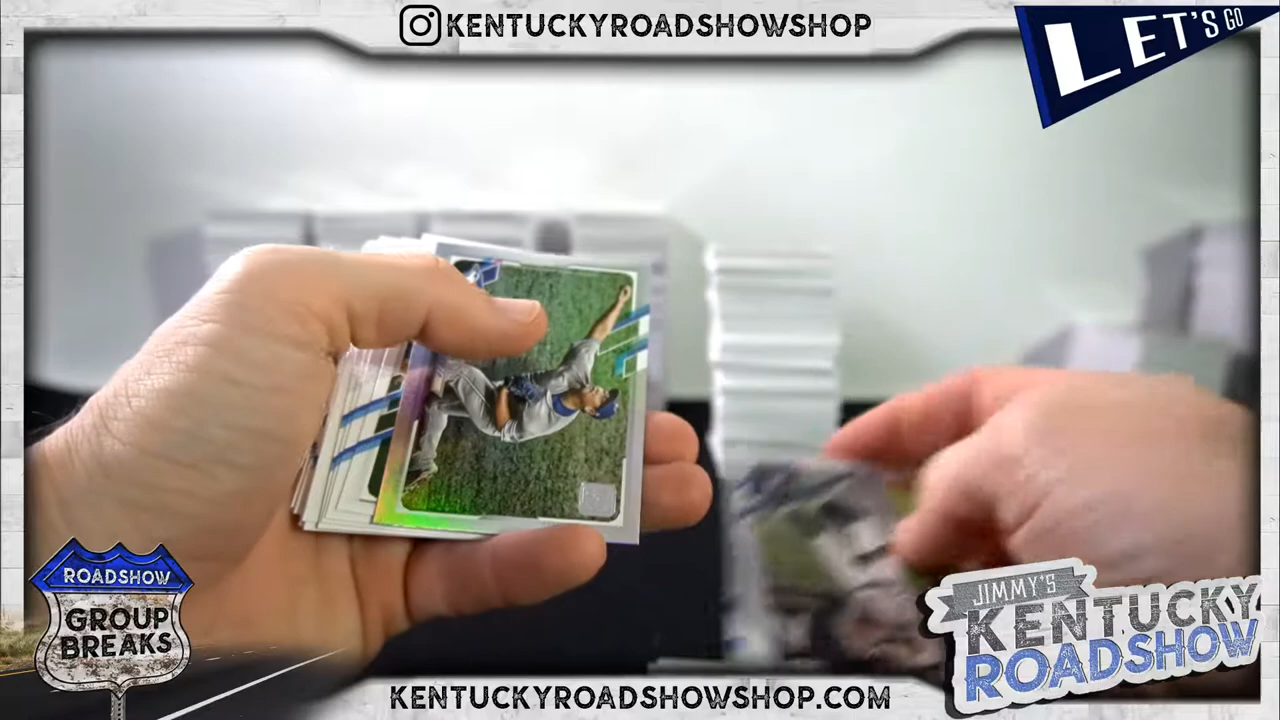 KENTUCKYROADSHOWSHOP
LET'S GO
ROADSHOW
GROUP
BREAKS
JIMMY'S
KENTUCKY
ROADSHOW
KENTUCKYROADSHOWSHOP.COM